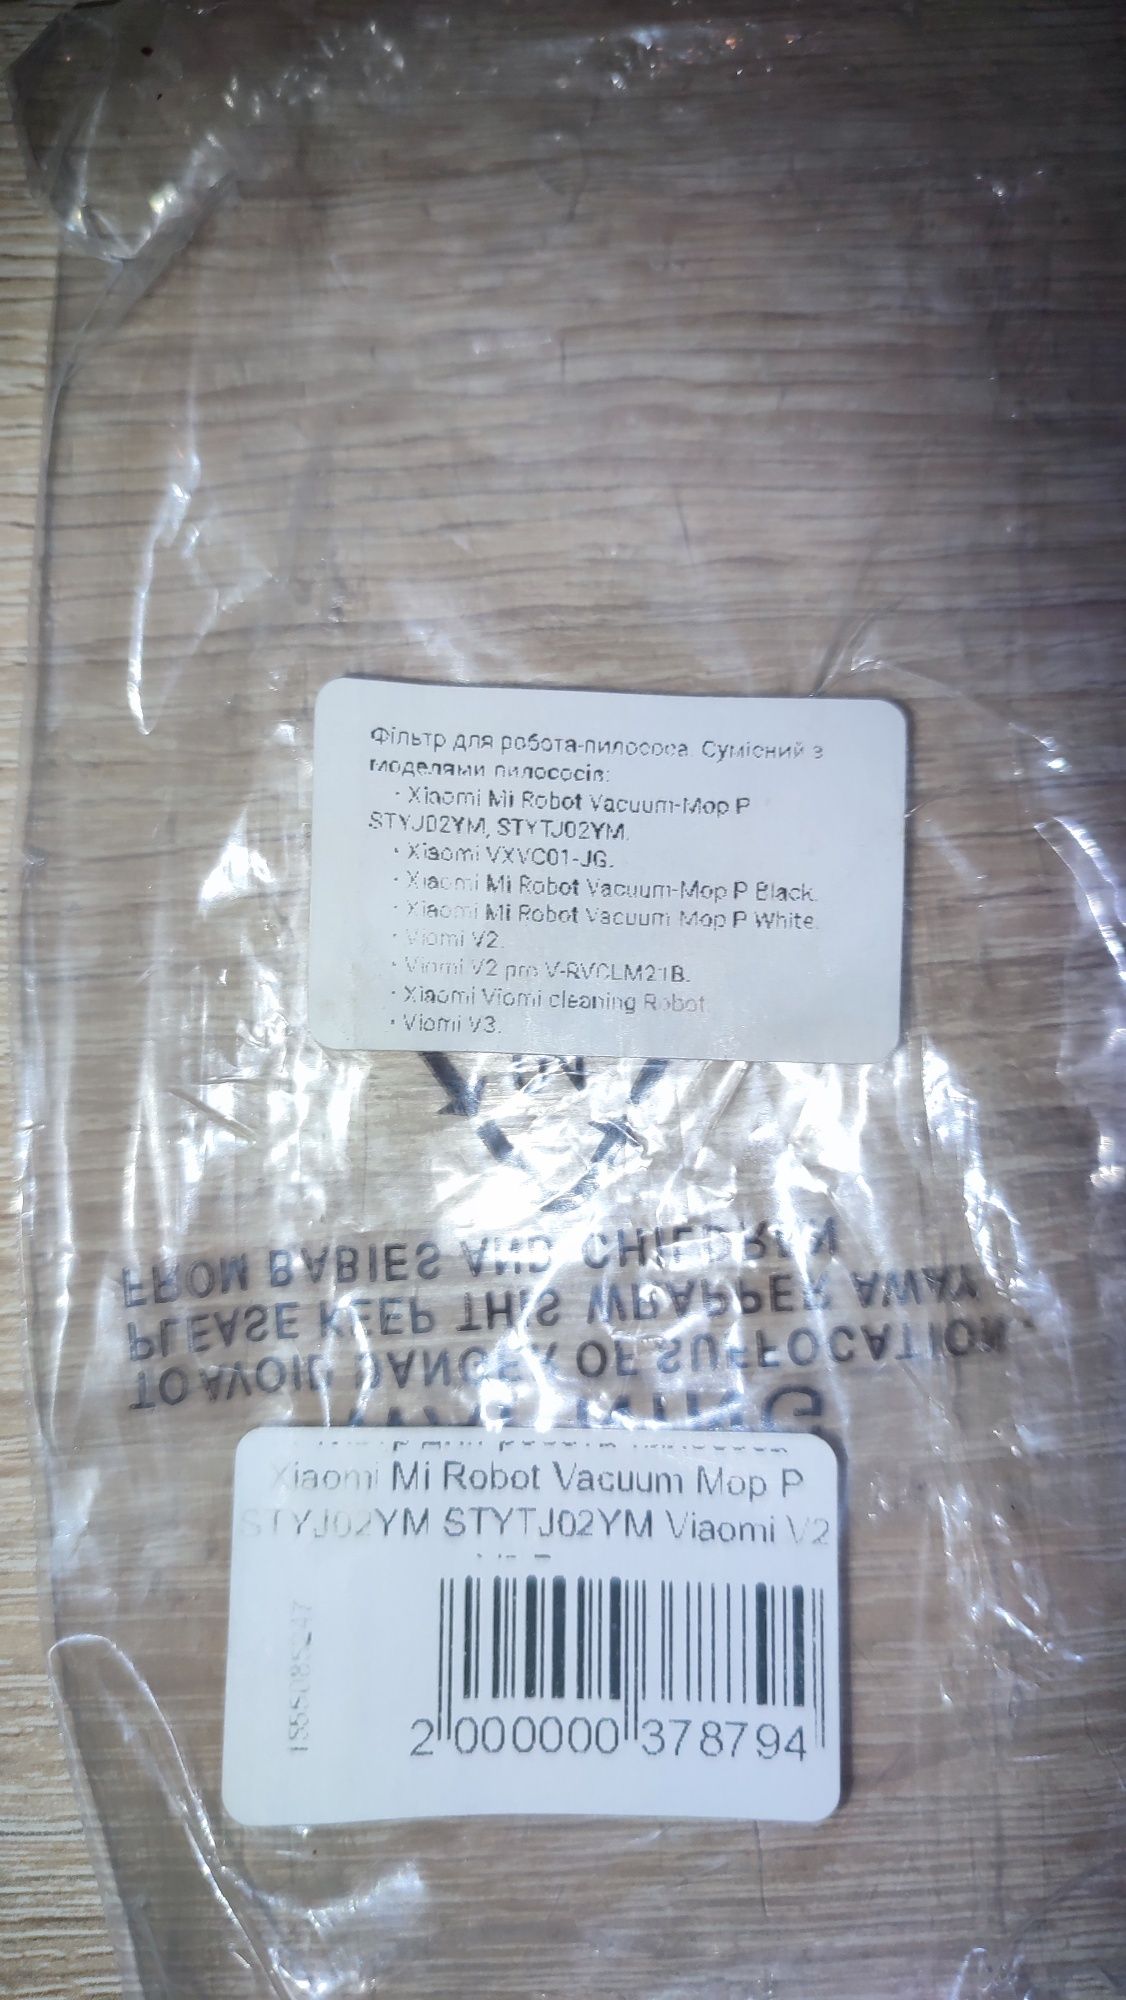 Фільтр для робота-пилососа. Сумісний з
моделями пилососів:
· Xiaomi Mi Robot Vacuum-Mop P
STYJ02YM, STYTJ02YM.
· Xiaomi VXVC01-JG.
· Xiaomi Mi Robot Vacuum-Mop P Black.
· Xiaomi Mi Robot Vacuum Mop P White.
· Viomi V2.
· Viomi V2 pro V-RVCLM21B.
· Xiaomi Viomi cleaning Robot.
· Viomi V3.
FROM BABIES AND CHILDREN
PLEASE KEEP THIS WRAPPER AWAY
TO AVOID DANGER OF SUFFOCATION.
WARNING
Xiaomi Mi Robot Vacuum Mop P
STYJ02YM STYTJ02YM Viaomi V2
2 000000 378794